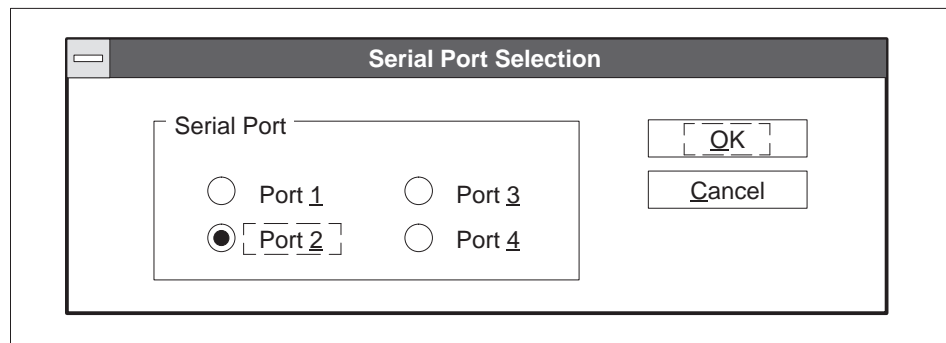 Serial Port Selection
Serial Port
Port 1
Port 3
Port 2
Port 4
OK
Cancel